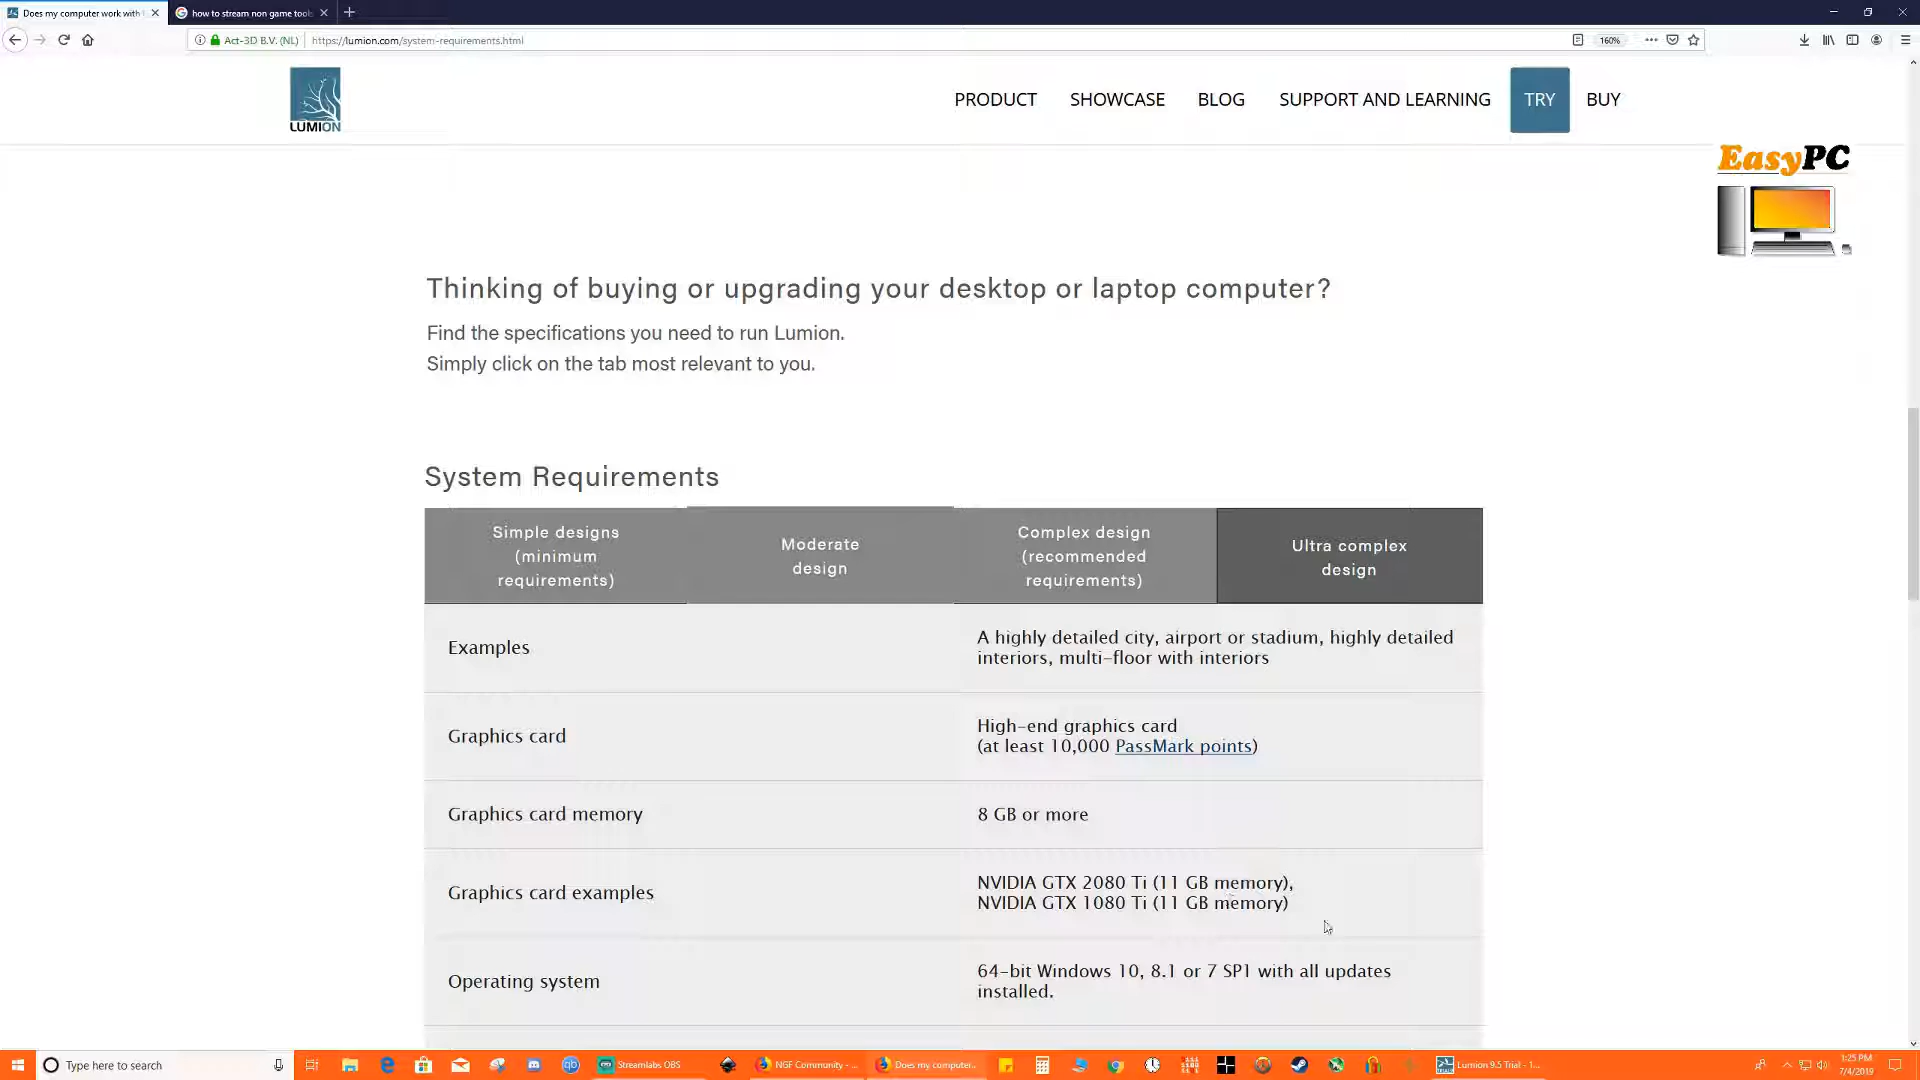 Does my computer work with
how to stream non game tools
Act-3D B.V. (NL)
https://lumion.com/system-requirements.html
160%
LUMION
PRODUCT
SHOWCASE
BLOG
SUPPORT AND LEARNING
TRY
BUY
EasyPC
Thinking of buying or upgrading your desktop or laptop computer?
Find the specifications you need to run Lumion.
Simply click on the tab most relevant to you.
System Requirements
Simple designs
(minimum
requirements)
Moderate
design
Complex design
(recommended
requirements)
Ultra complex
design
Examples
A highly detailed city, airport or stadium, highly detailed
interiors, multi-floor with interiors
Graphics card
High-end graphics card
(at least 10,000 PassMark points)
Graphics card memory
8 GB or more
Graphics card examples
NVIDIA GTX 2080 Ti (11 GB memory),
NVIDIA GTX 1080 Ti (11 GB memory)
Operating system
64-bit Windows 10, 8.1 or 7 SP1 with all updates
installed.
Type here to search
qb
Streamlabs OBS
NGF Community - ...
Does my computer...
Lumion 9.5 Trial - 1...
1:25 PM
7/4/2019